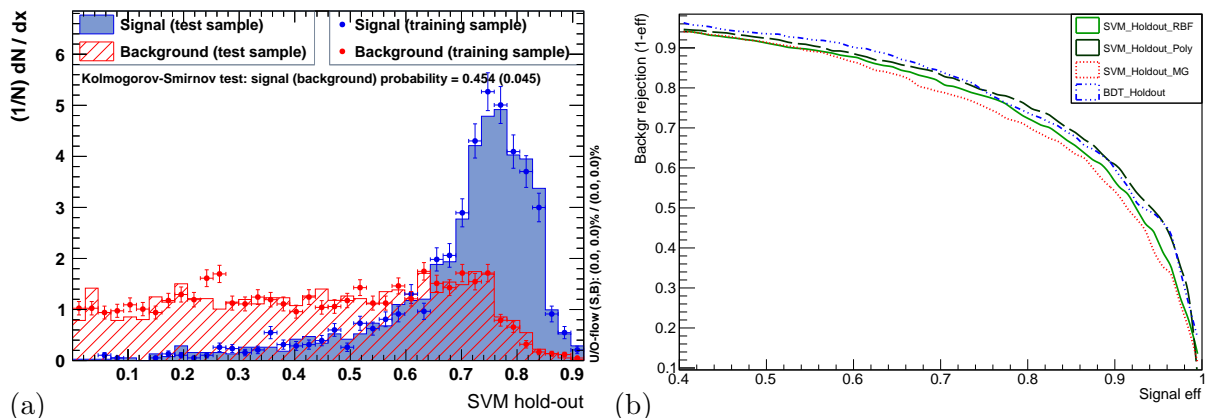 Signal (test sample)
Background (test sample)
Signal (training sample)
Background (training sample)
Kolmogorov-Smirnov test: signal (background) probability = 0.454 (0.045)
(1/N) dN / dx
6
5
4
3
2
1
0
0.1 0.2 0.3 0.4 0.5 0.6 0.7 0.8 0.9
SVM hold-out
U/O-flow (S,B): (0.0, 0.0)% / (0.0, 0.0)%
(a)
SVM_Holdout_RBF
SVM_Holdout_Poly
SVM_Holdout_MG
BDT_Holdout
Backgr rejection (1-eff)
0.9
0.8
0.7
0.6
0.5
0.4
0.3
0.2
0.1
0.4 0.5 0.6 0.7 0.8 0.9 1
Signal eff
(b)